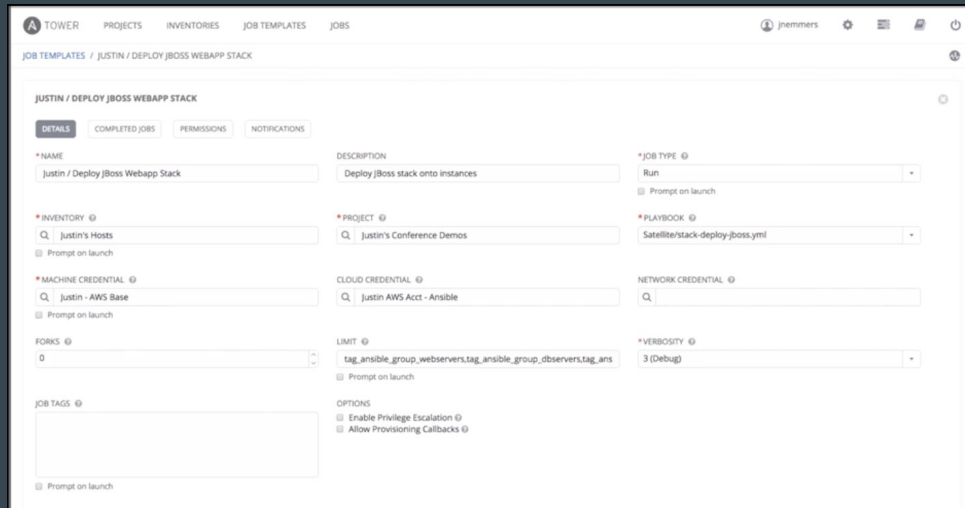 A TOWER PROJECTS INVENTORIES JOB TEMPLATES JOBS jnemmers
JOB TEMPLATES / JUSTIN / DEPLOY JBOSS WEBAPP STACK
JUSTIN / DEPLOY JBOSS WEBAPP STACK
DETAILS COMPLETED JOBS PERMISSIONS NOTIFICATIONS
* NAME DESCRIPTION * JOB TYPE
Justin / Deploy JBoss Webapp Stack Deploy JBoss stack onto instances Run
Prompt on launch
* INVENTORY * PROJECT * PLAYBOOK
Justin's Hosts Justin's Conference Demos Satellite/stack-deploy-jboss.yml
Prompt on launch
* MACHINE CREDENTIAL CLOUD CREDENTIAL NETWORK CREDENTIAL
Justin - AWS Base Justin AWS Acct - Ansible
Prompt on launch
FORKS LIMIT * VERBOSITY
0 tag_ansible_group_webservers,tag_ansible_group_dbservers,tag_ans 3 (Debug)
Prompt on launch
JOB TAGS OPTIONS
Enable Privilege Escalation
Allow Provisioning Callbacks
Prompt on launch